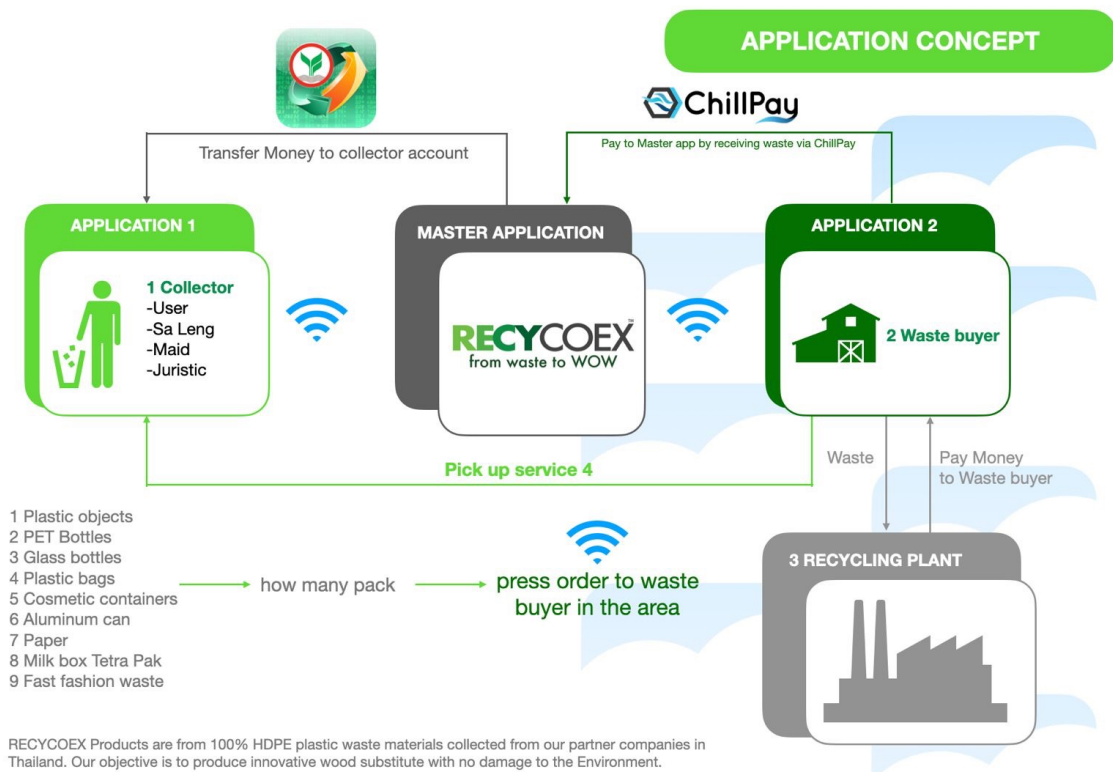 APPLICATION CONCEPT
ChillPay
Transfer Money to collector account
Pay to Master app by receiving waste via ChillPay
APPLICATION 1
1 Collector
-User
-Sa Leng
-Maid
-Juristic
MASTER APPLICATION
RECYCOEX™
from waste to WOW
APPLICATION 2
2 Waste buyer
Pick up service 4
Waste
Pay Money
to Waste buyer
1 Plastic objects
2 PET Bottles
3 Glass bottles
4 Plastic bags
5 Cosmetic containers
6 Aluminum can
7 Paper
8 Milk box Tetra Pak
9 Fast fashion waste
how many pack
press order to waste
buyer in the area
3 RECYCLING PLANT
RECYCOEX Products are from 100% HDPE plastic waste materials collected from our partner companies in
Thailand. Our objective is to produce innovative wood substitute with no damage to the Environment.